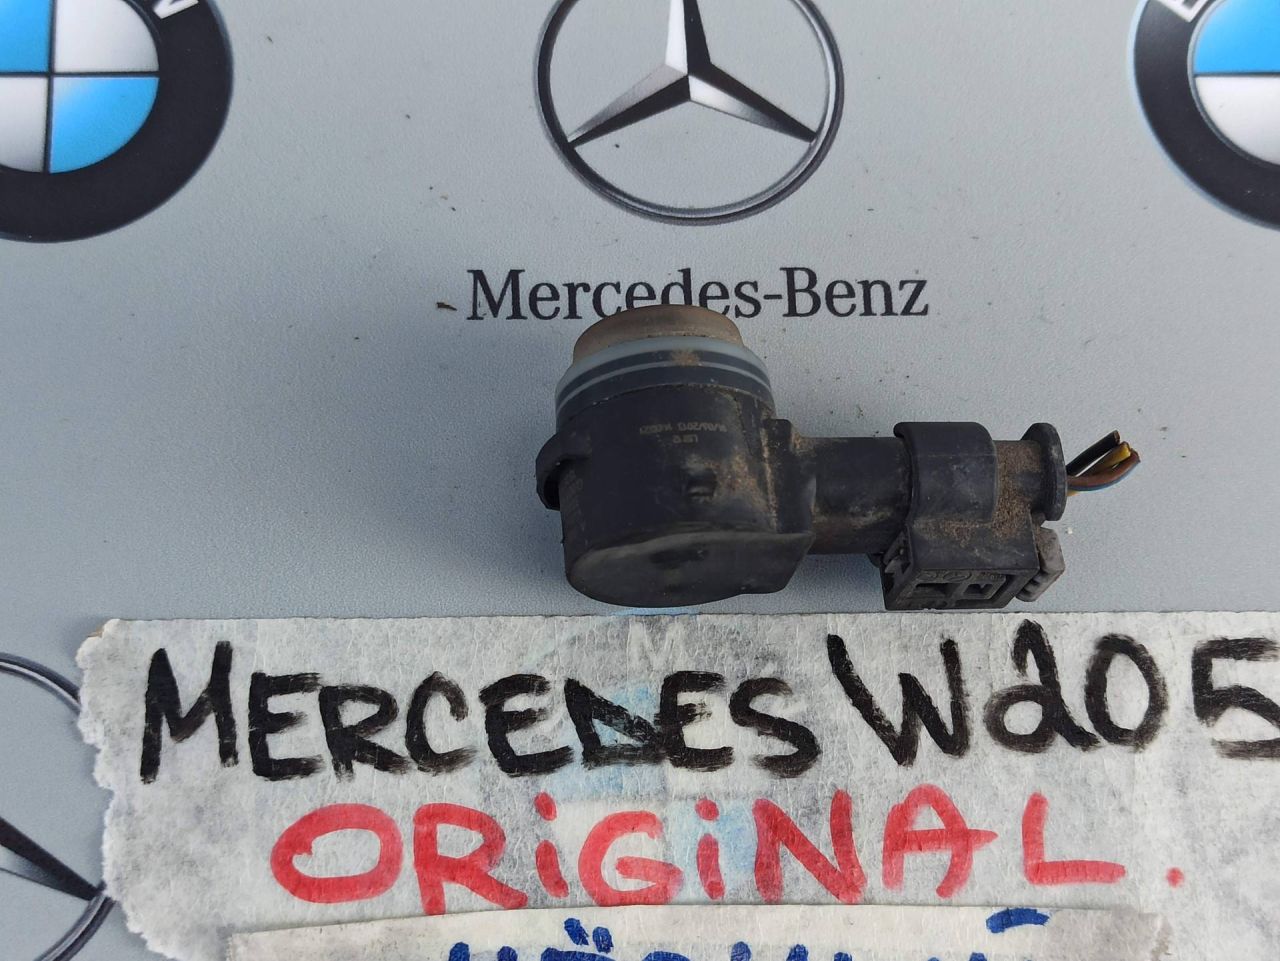 Mercedes-Benz
MERCEDES W205
ORiGiNAL.